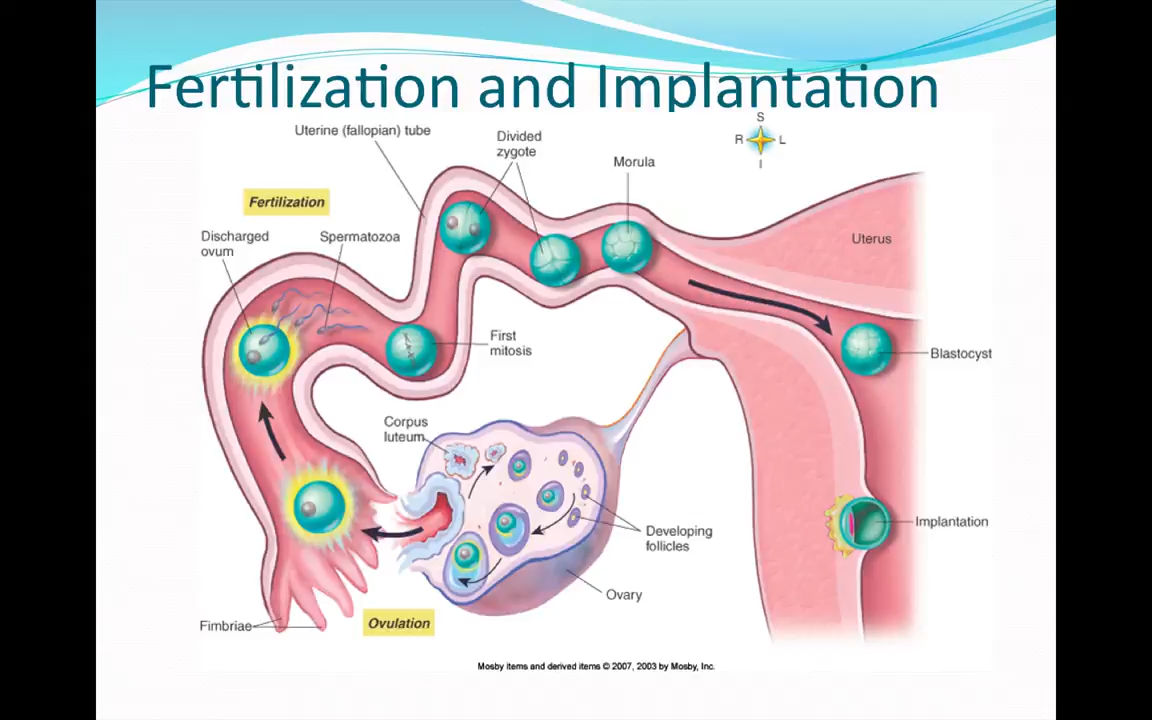 Fertilization and Implantation
S
R
L
I
Uterine (fallopian) tube
Divided
zygote
Morula
Fertilization
Discharged
ovum
Spermatozoa
Uterus
First
mitosis
Blastocyst
Corpus
luteum
Implantation
Developing
follicles
Ovary
Fimbriae
Ovulation
Mosby items and derived items © 2007, 2003 by Mosby, Inc.